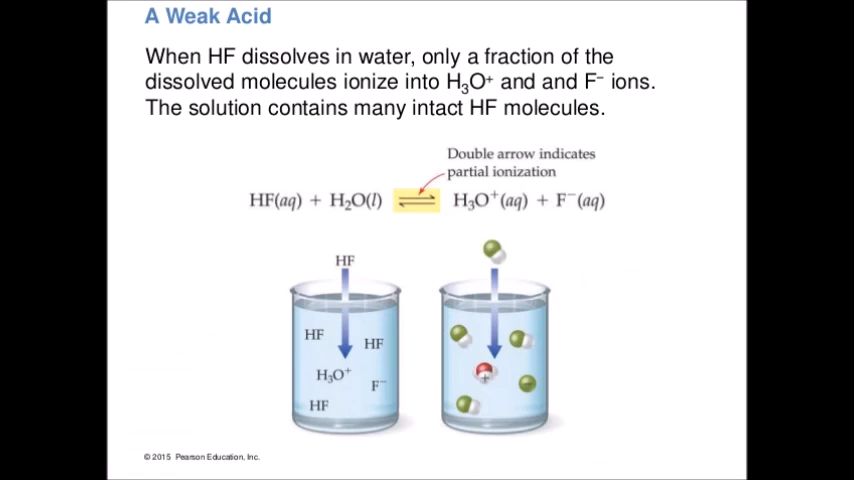 A Weak Acid
When HF dissolves in water, only a fraction of the
dissolved molecules ionize into H₃O⁺ and and F⁻ ions.
The solution contains many intact HF molecules.
Double arrow indicates
partial ionization
HF(aq) + H₂O(l) ⇌ H₃O⁺(aq) + F⁻(aq)
HF
HF
HF
H₃O⁺
F⁻
HF
+
−
© 2015 Pearson Education, Inc.